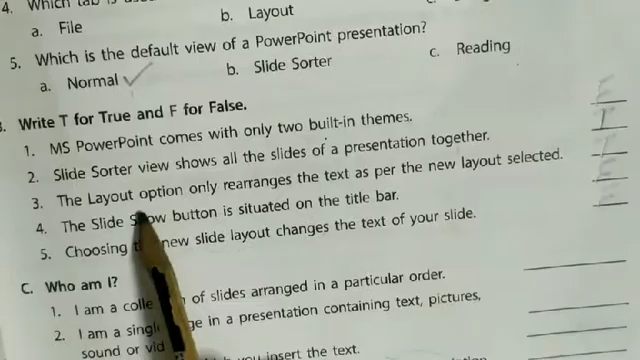 4. Which tab is
a. File b. Layout
5. Which is the default view of a PowerPoint presentation?
a. Normal ✓ b. Slide Sorter c. Reading
Write T for True and F for False.
1. MS PowerPoint comes with only two built-in themes.
2. Slide Sorter view shows all the slides of a presentation together. T
3. The Layout option only rearranges the text as per the new layout selected.
4. The Slide Show button is situated on the title bar.
5. Choosing new slide layout changes the text of your slide.
C. Who am I?
1. I am a of slides arranged in a particular order.
2. I am a in a presentation containing text, pictures,
sound or you insert the text.